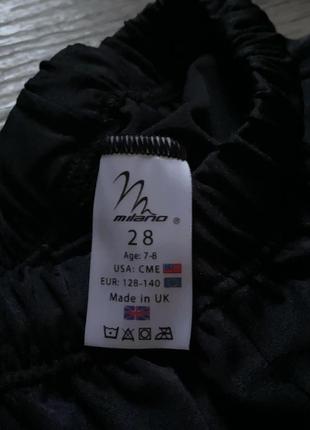 milano ®
28
Age: 7-8
USA: CME
EUR: 128-140
Made in UK